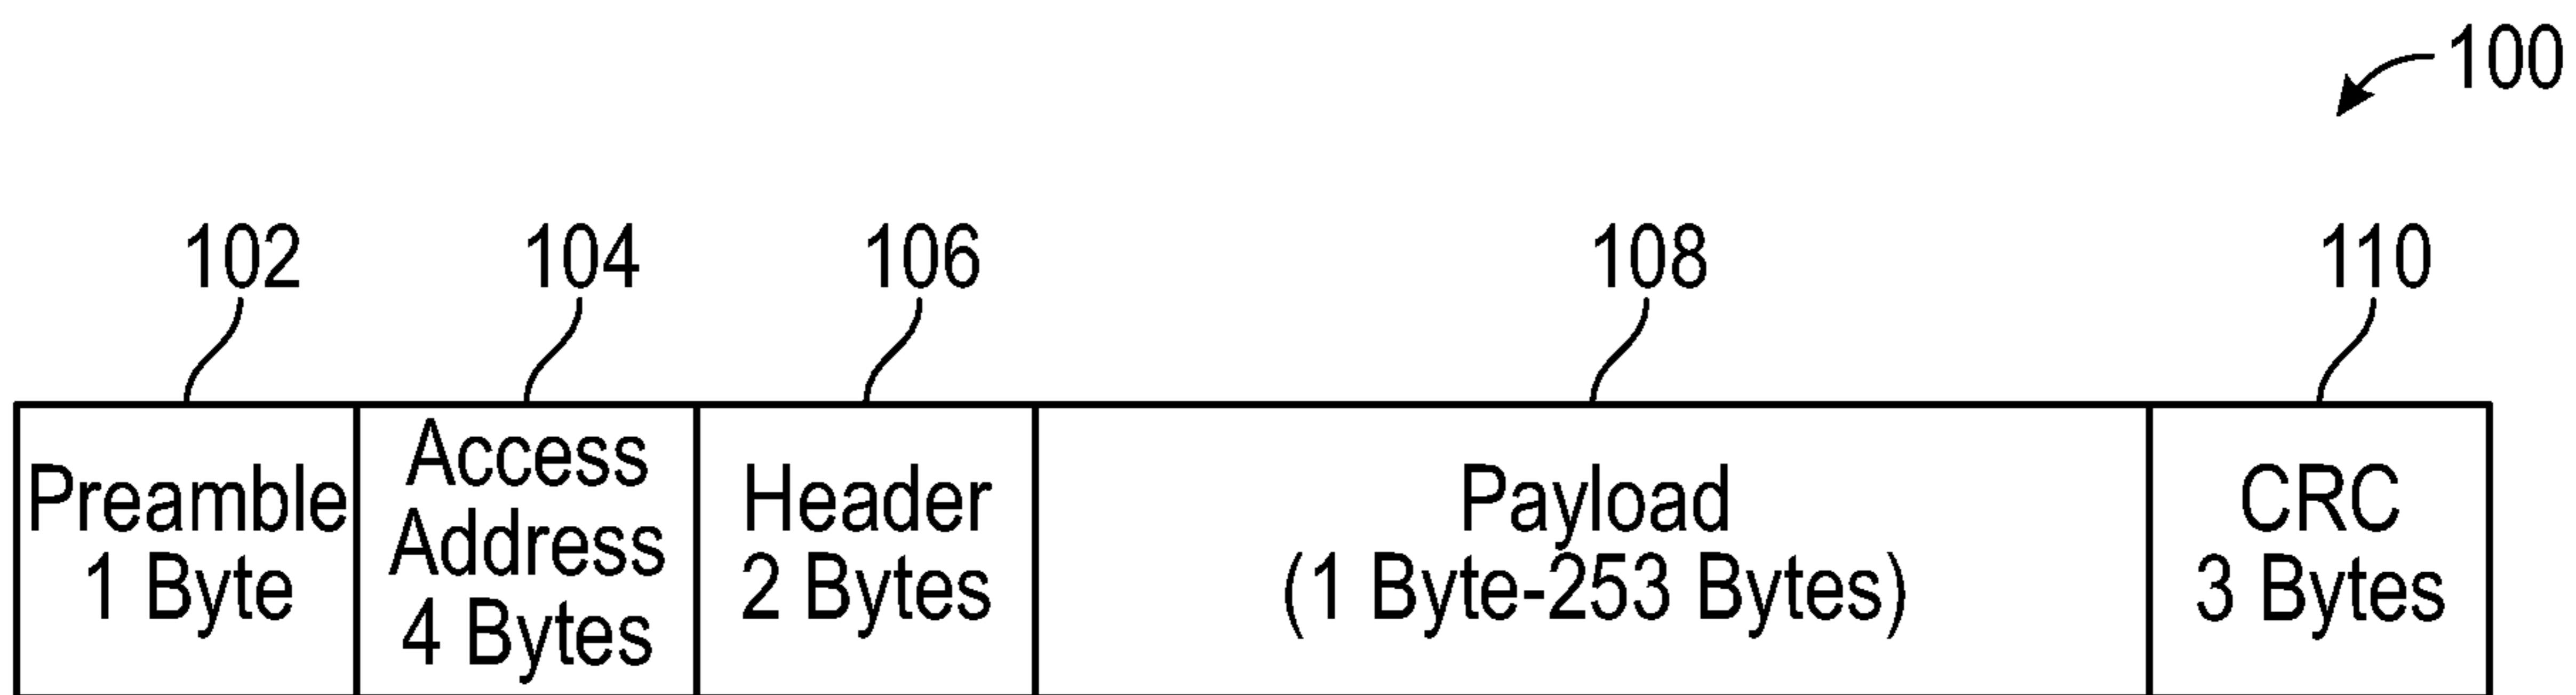 100
102
104
106
108
110
Preamble
1 Byte
Access
Address
4 Bytes
Header
2 Bytes
Payload
(1 Byte-253 Bytes)
CRC
3 Bytes